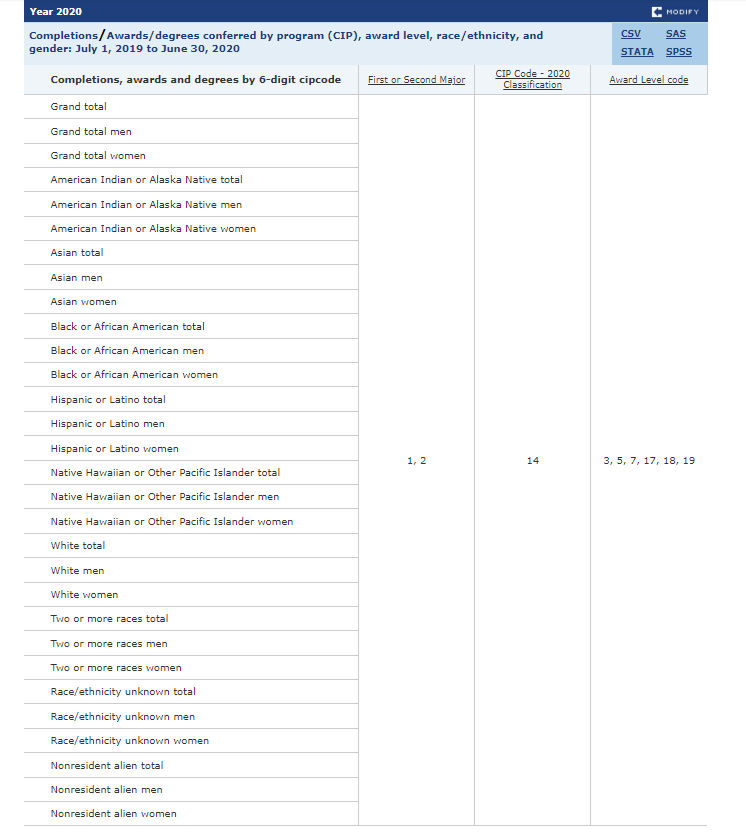 Year 2020
MODIFY
Completions/Awards/degrees conferred by program (CIP), award level, race/ethnicity, and
gender: July 1, 2019 to June 30, 2020
CSV SAS
STATA SPSS
Completions, awards and degrees by 6-digit cipcode
First or Second Major
CIP Code - 2020
Classification
Award Level code
Grand total
Grand total men
Grand total women
American Indian or Alaska Native total
American Indian or Alaska Native men
American Indian or Alaska Native women
Asian total
Asian men
Asian women
Black or African American total
Black or African American men
Black or African American women
Hispanic or Latino total
Hispanic or Latino men
Hispanic or Latino women
1, 2
14
3, 5, 7, 17, 18, 19
Native Hawaiian or Other Pacific Islander total
Native Hawaiian or Other Pacific Islander men
Native Hawaiian or Other Pacific Islander women
White total
White men
White women
Two or more races total
Two or more races men
Two or more races women
Race/ethnicity unknown total
Race/ethnicity unknown men
Race/ethnicity unknown women
Nonresident alien total
Nonresident alien men
Nonresident alien women